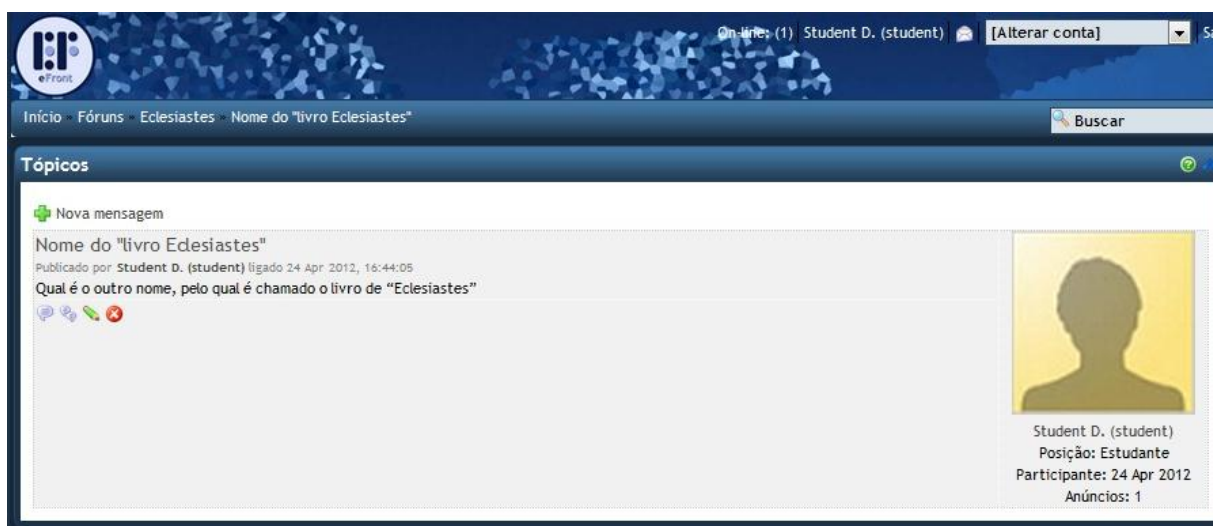 On-line: (1) Student D. (student) [Alterar conta]
eFront
Início » Fóruns » Eclesiastes » Nome do "livro Eclesiastes"
Buscar
Tópicos
Nova mensagem
Nome do "livro Eclesiastes"
Publicado por Student D. (student) ligado 24 Apr 2012, 16:44:05
Qual é o outro nome, pelo qual é chamado o livro de “Eclesiastes”
Student D. (student)
Posição: Estudante
Participante: 24 Apr 2012
Anúncios: 1